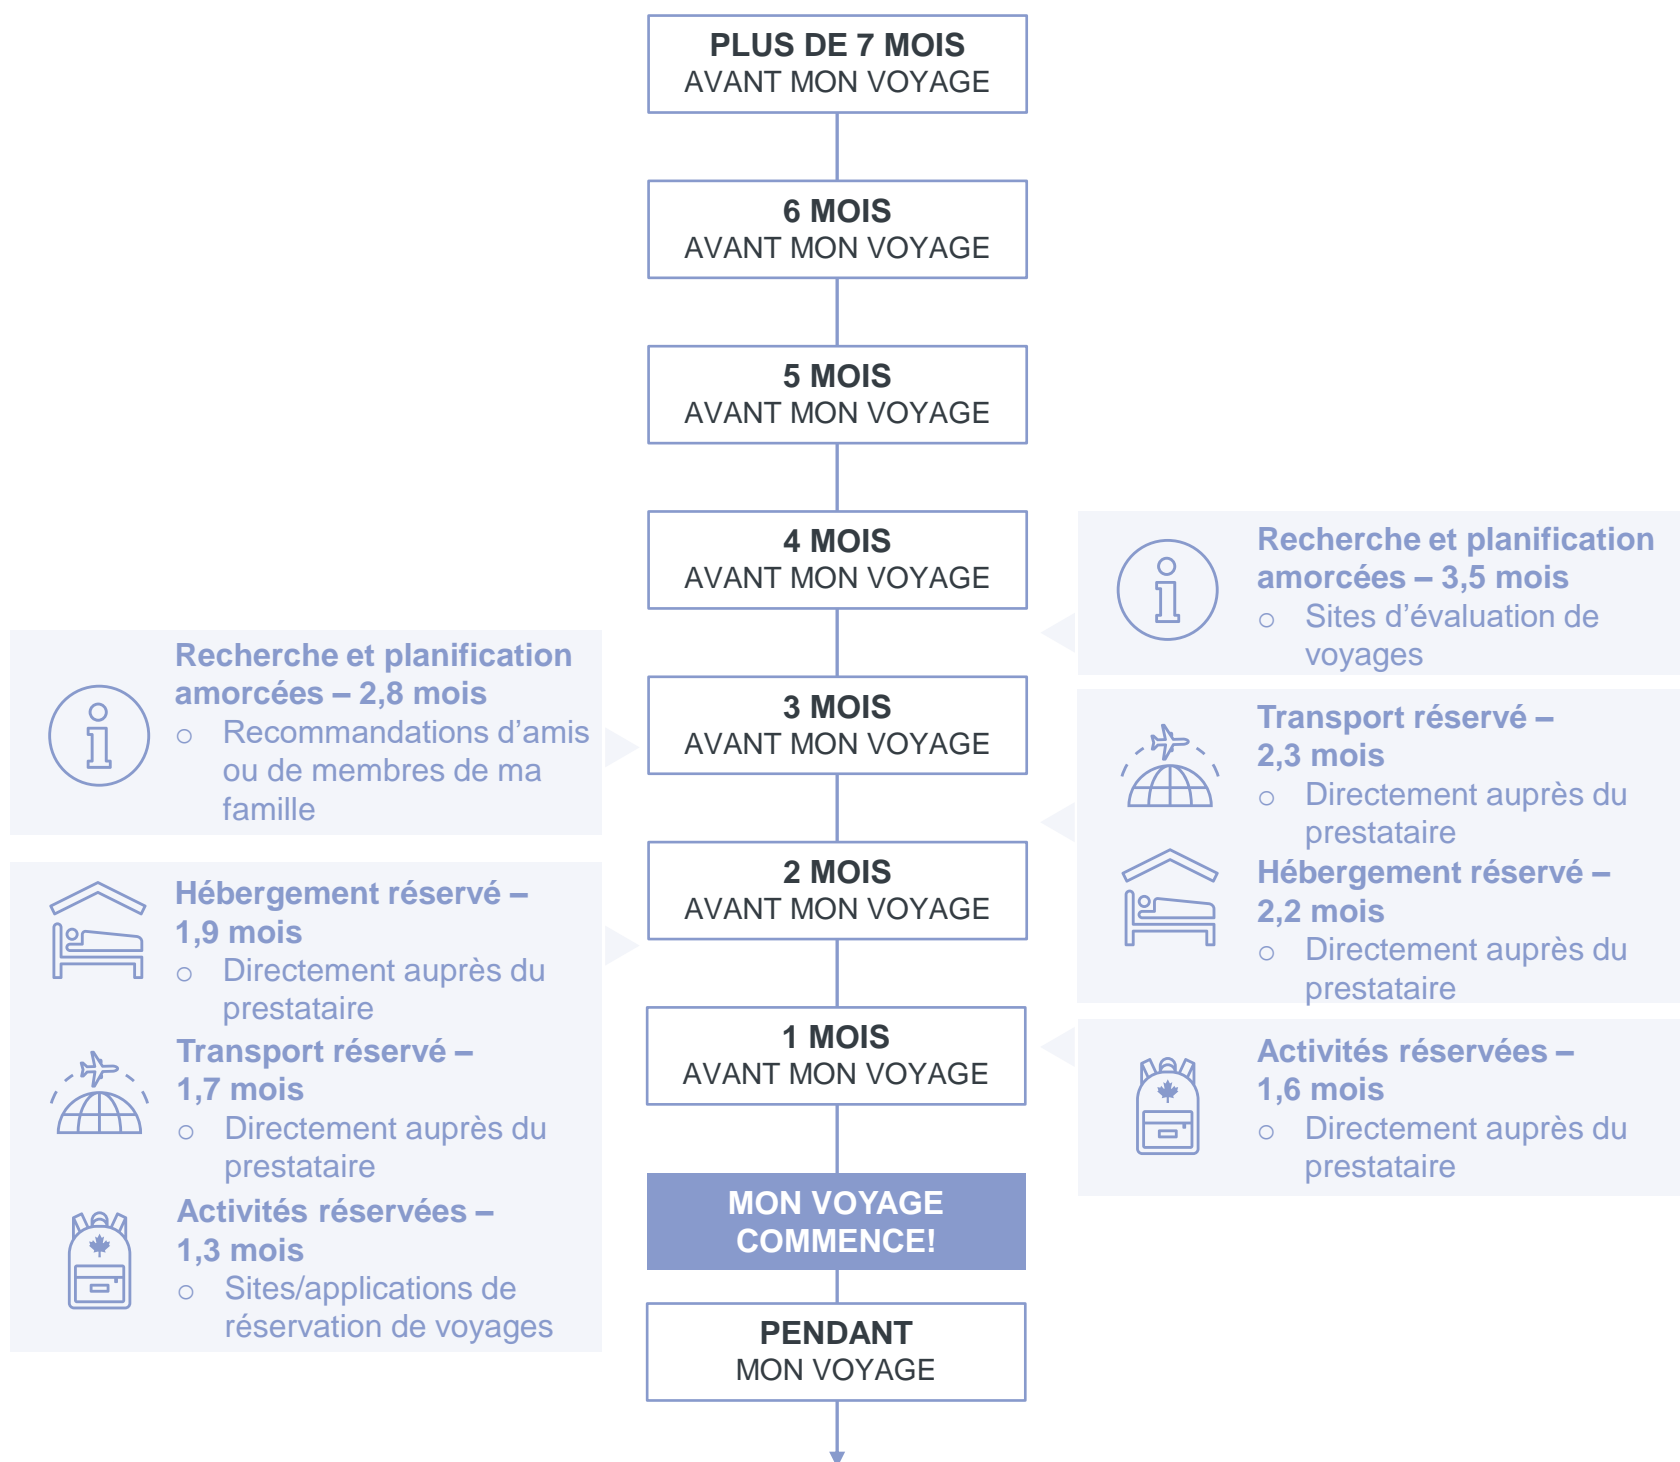 PLUS DE 7 MOIS
AVANT MON VOYAGE
6 MOIS
AVANT MON VOYAGE
5 MOIS
AVANT MON VOYAGE
4 MOIS
AVANT MON VOYAGE
3 MOIS
AVANT MON VOYAGE
2 MOIS
AVANT MON VOYAGE
1 MOIS
AVANT MON VOYAGE
MON VOYAGE
COMMENCE!
PENDANT
MON VOYAGE
Recherche et planification
amorcées – 2,8 mois
o Recommandations d’amis
ou de membres de ma
famille
Hébergement réservé –
1,9 mois
o Directement auprès du
prestataire
Transport réservé –
1,7 mois
o Directement auprès du
prestataire
Activités réservées –
1,3 mois
o Sites/applications de
réservation de voyages
Recherche et planification
amorcées – 3,5 mois
o Sites d’évaluation de
voyages
Transport réservé –
2,3 mois
o Directement auprès du
prestataire
Hébergement réservé –
2,2 mois
o Directement auprès du
prestataire
Activités réservées –
1,6 mois
o Directement auprès du
prestataire